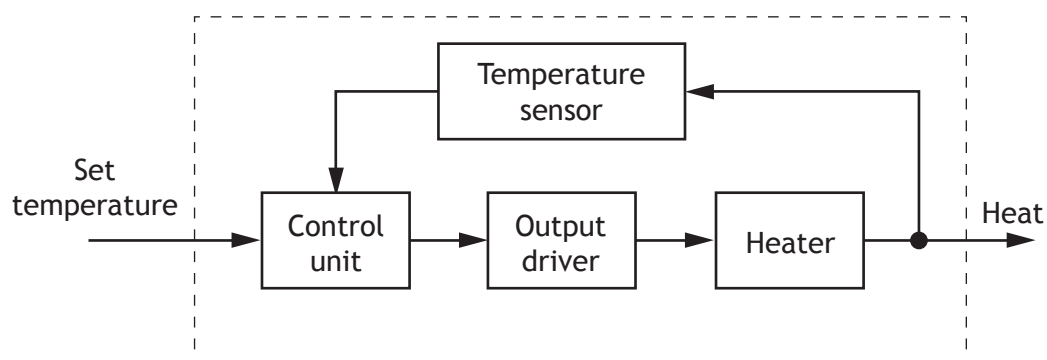 Temperature
sensor
Set
temperature
Control
unit
Output
driver
Heater
Heat